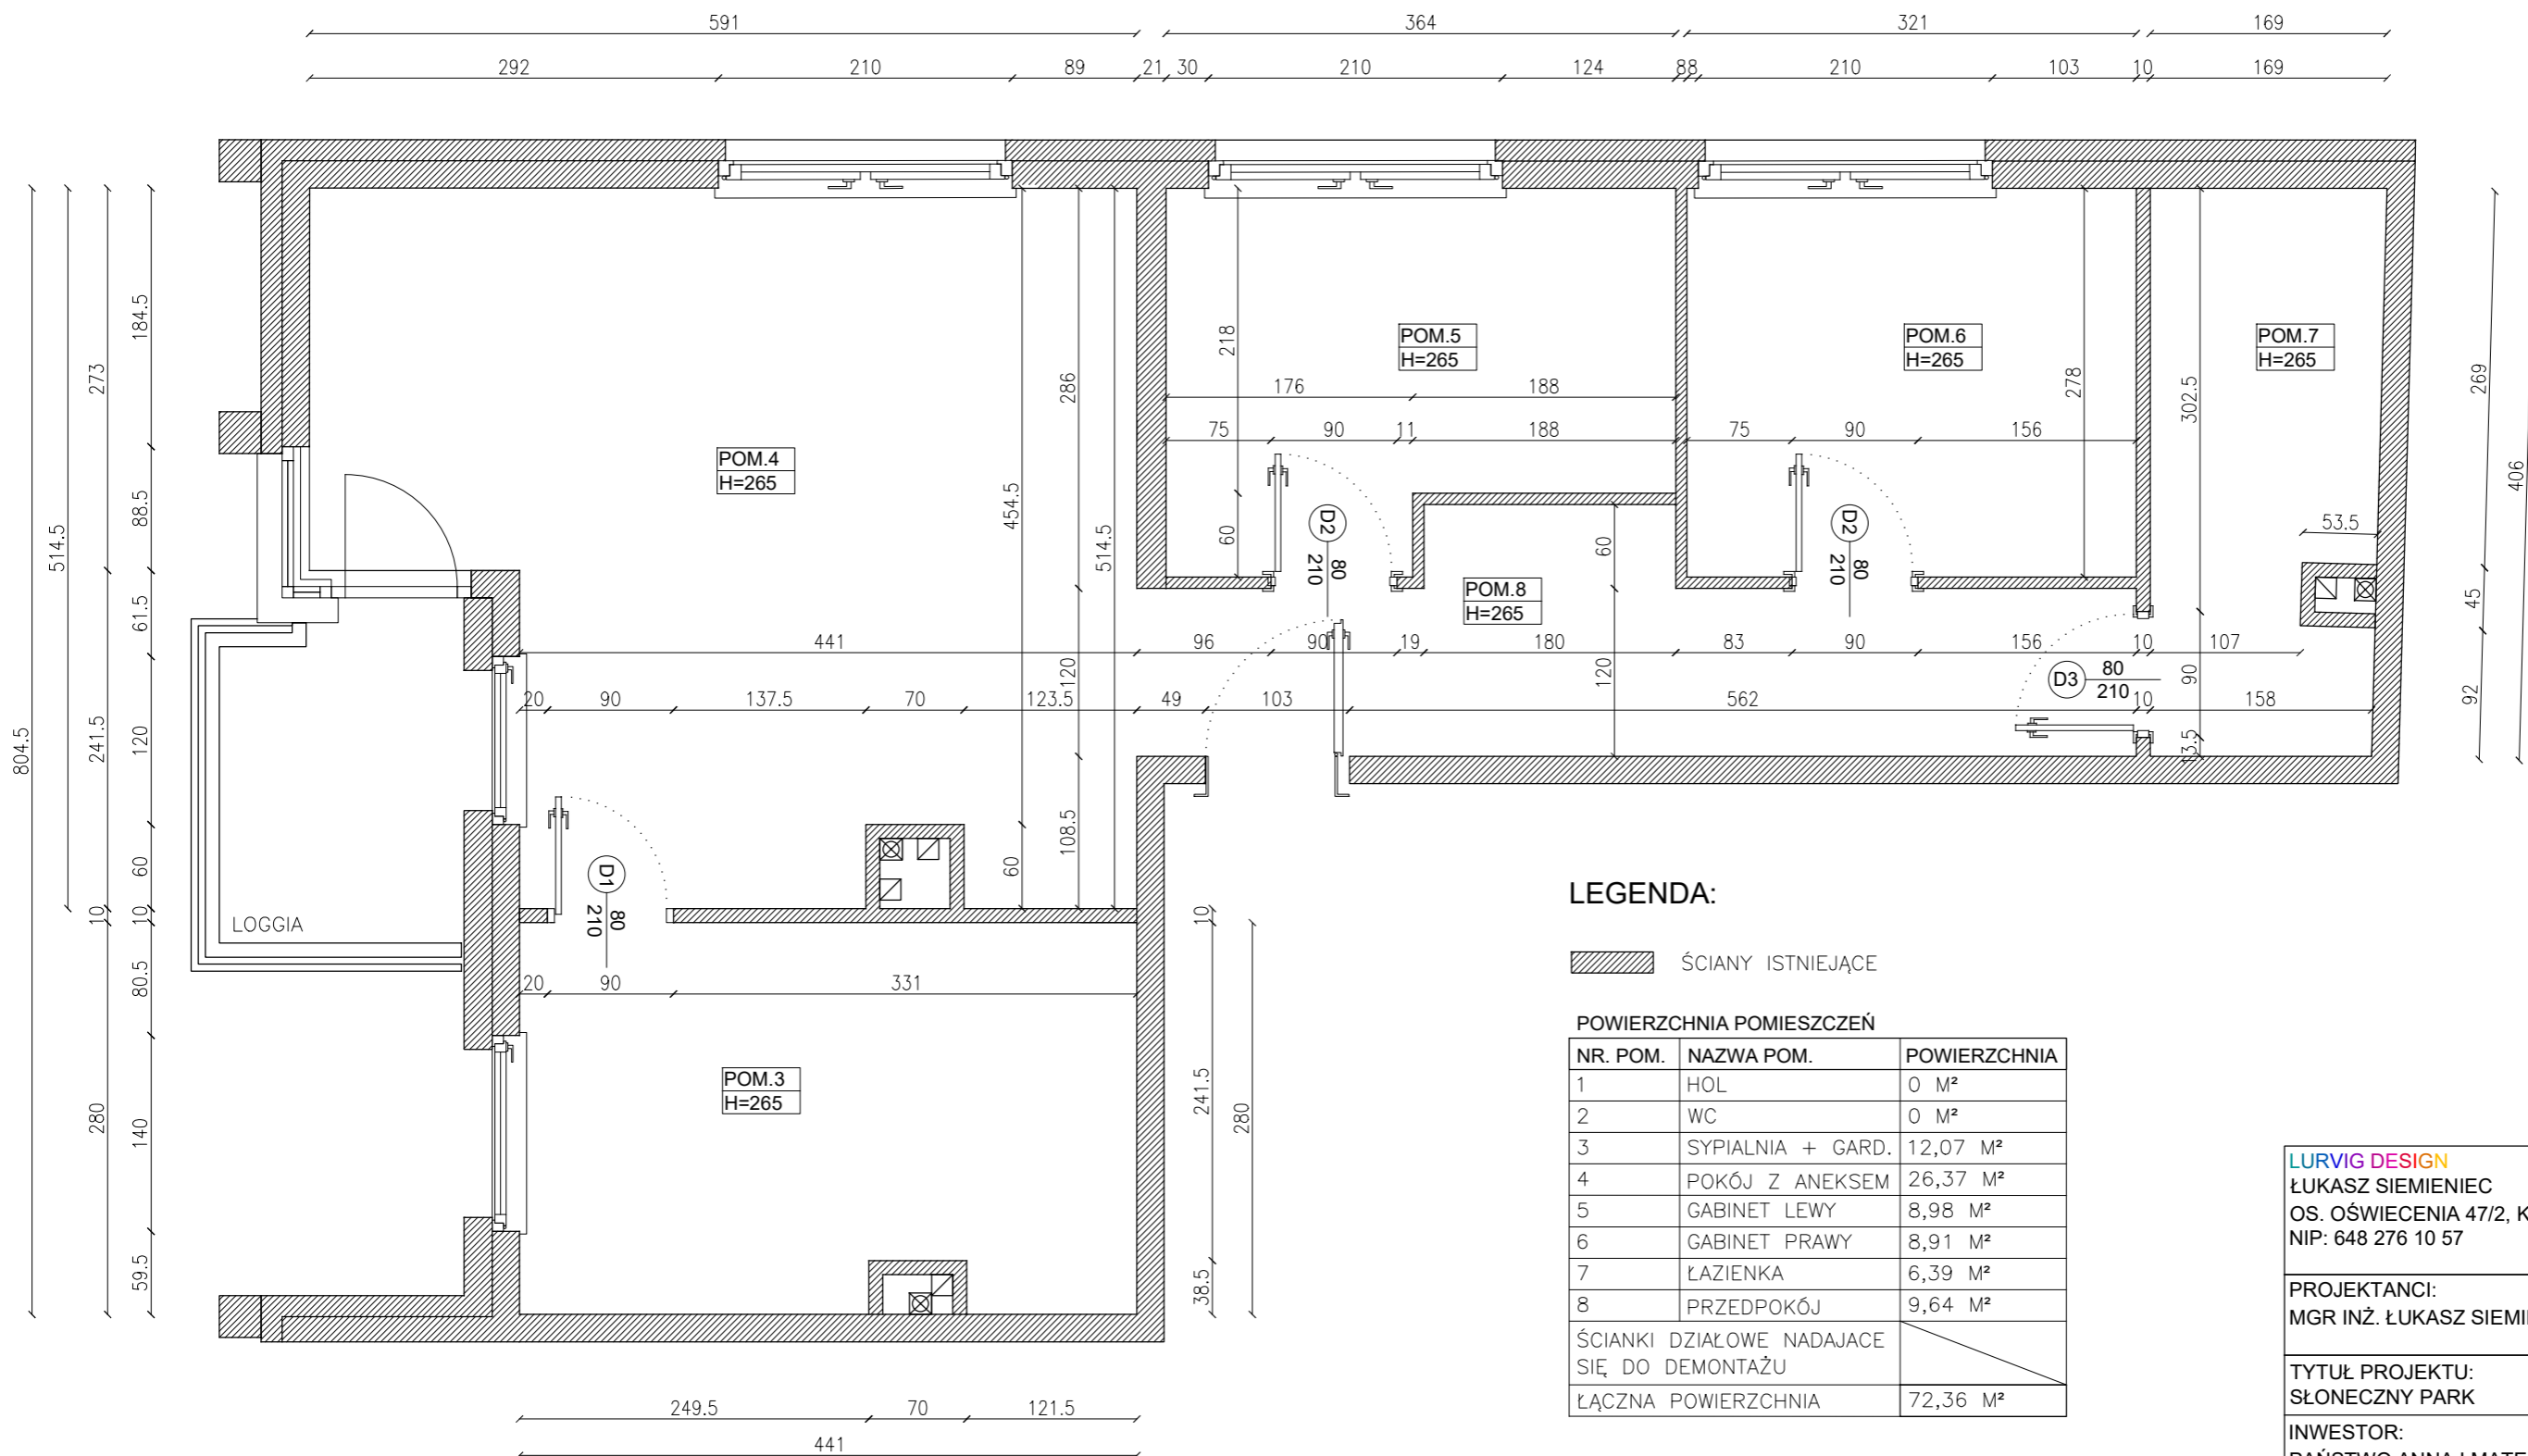 591 364 321 169
292 210 89 21 30 210 124 88 210 103 10 169
804.5
514.5
273 241.5 10 280
184.5 88.5 61.5 120 60 10 80.5 140 59.5
POM.4
H=265
454.5 60
286 120 108.5
514.5
POM.5
H=265
218 60
176 188
75 90 11 188
D2 80
210
POM.6
H=265
278
75 90 156
D2 80
210
POM.7
H=265
302.5 90 13.5
53.5
269 45 92
406
POM.8
H=265
60 120
441 96 90 19 180 83 90 156 10 107
20 90 137.5 70 123.5 49 103 562 10 158
D3 80
210
D1 80
210
LOGGIA
20 90 331
POM.3
H=265
10 241.5 38.5
280
249.5 70 121.5
441
LEGENDA:
ŚCIANY ISTNIEJĄCE
POWIERZCHNIA POMIESZCZEŃ
NR. POM. NAZWA POM. POWIERZCHNIA
1 HOL 0 M²
2 WC 0 M²
3 SYPIALNIA + GARD. 12,07 M²
4 POKÓJ Z ANEKSEM 26,37 M²
5 GABINET LEWY 8,98 M²
6 GABINET PRAWY 8,91 M²
7 ŁAZIENKA 6,39 M²
8 PRZEDPOKÓJ 9,64 M²
ŚCIANKI DZIAŁOWE NADAJACE
SIĘ DO DEMONTAŻU
ŁĄCZNA POWIERZCHNIA 72,36 M²
LURVIG DESIGN
ŁUKASZ SIEMIENIEC
OS. OŚWIECENIA 47/2, K
NIP: 648 276 10 57
PROJEKTANCI:
MGR INŻ. ŁUKASZ SIEMI
TYTUŁ PROJEKTU:
SŁONECZNY PARK
INWESTOR: